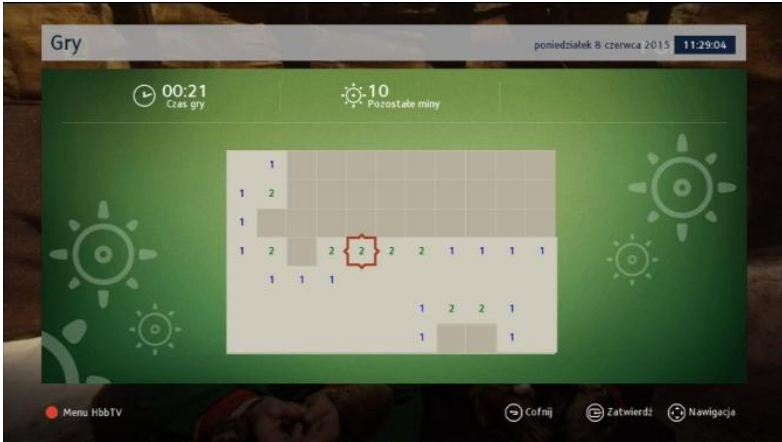 Gry
poniedziałek 8 czerwca 2015 11:29:04
00:21
Czas gry
10
Pozostałe miny
1
1 2
1
1 2 2 2 2 2 1 1 1 1
1 1 1
1 2 2 1
1 1
Menu HbbTV
Cofnij
Zatwierdź
Nawigacja